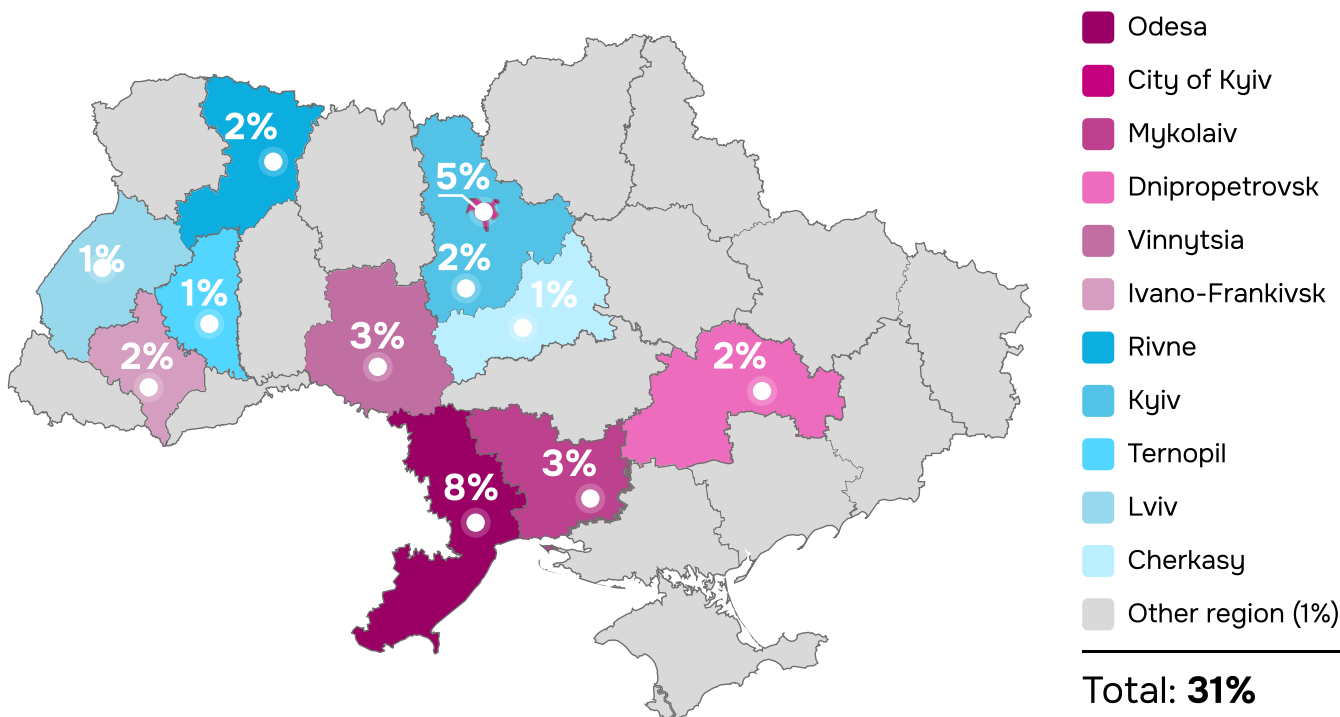 2%
5%
1%
2%
1%
1%
3%
2%
2%
3%
8%
Odesa
City of Kyiv
Mykolaiv
Dnipropetrovsk
Vinnytsia
Ivano-Frankivsk
Rivne
Kyiv
Ternopil
Lviv
Cherkasy
Other region (1%)
Total: 31%